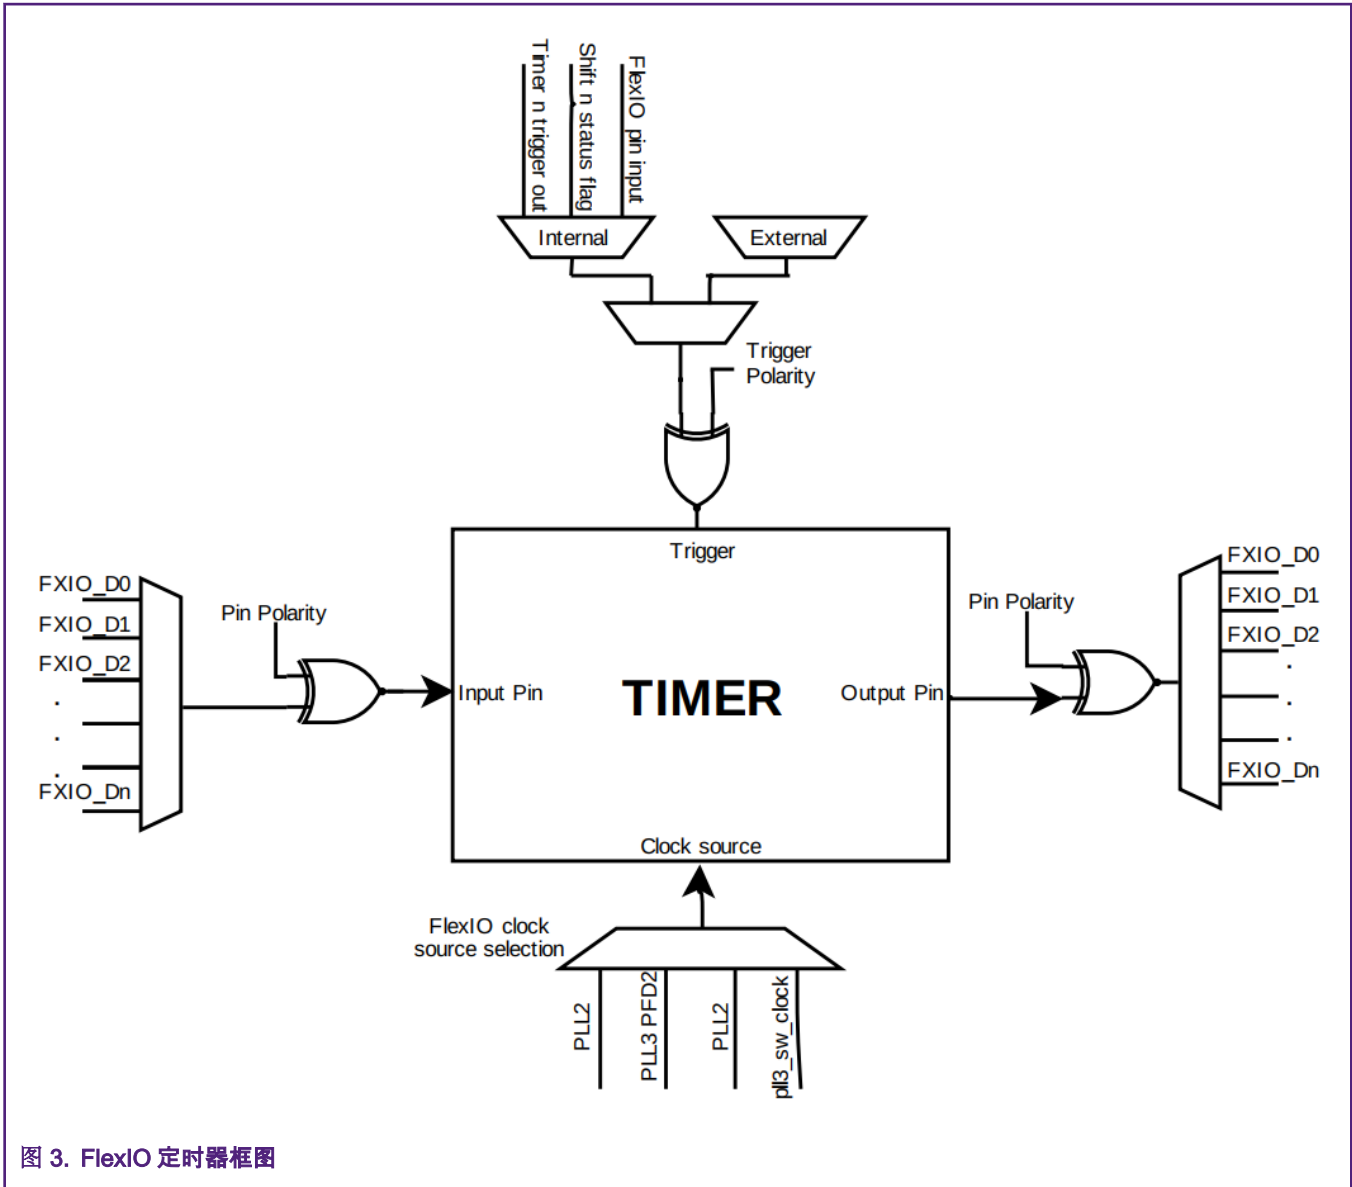 Timer n trigger out
Shift n status flag
FlexIO pin input
Internal
External
Trigger
Polarity
Trigger
FXIO_D0
FXIO_D1
FXIO_D2
.
.
.
FXIO_Dn
Pin Polarity
Input Pin
TIMER
Output Pin
Pin Polarity
FXIO_D0
FXIO_D1
FXIO_D2
.
.
.
FXIO_Dn
Clock source
FlexIO clock
source selection
PLL2
PLL3 PFD2
PLL2
pll3_sw_clock
图 3. FlexIO 定时器框图